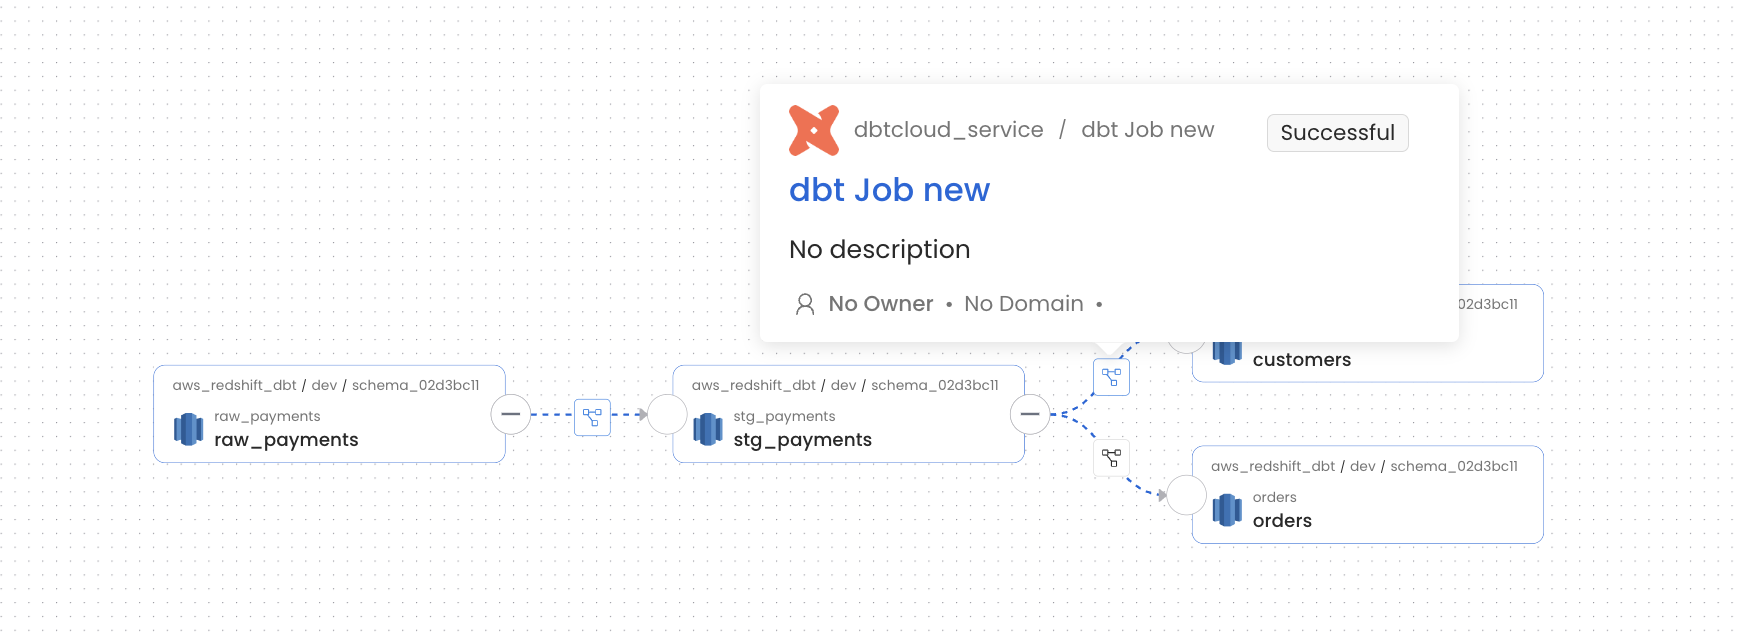 dbtcloud_service / dbt Job new
Successful
dbt Job new
No description
No Owner • No Domain •
02d3bc11
customers
aws_redshift_dbt / dev / schema_02d3bc11
raw_payments
raw_payments
aws_redshift_dbt / dev / schema_02d3bc11
stg_payments
stg_payments
aws_redshift_dbt / dev / schema_02d3bc11
orders
orders